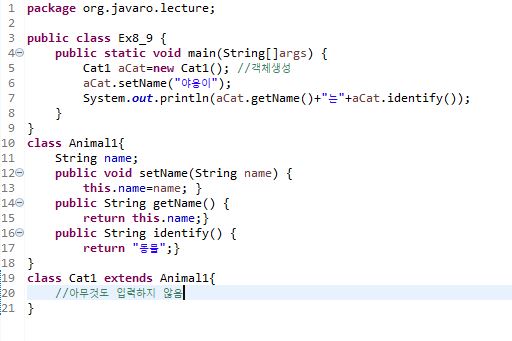 1 package org.javaro.lecture;
2
3 public class Ex8_9 {
4 public static void main(String[]args) {
5 Cat1 aCat=new Cat1(); //객체생성
6 aCat.setName("야옹이");
7 System.out.println(aCat.getName()+"는"+aCat.identify());
8 }
9 }
10 class Animal1{
11 String name;
12 public void setName(String name) {
13 this.name=name; }
14 public String getName() {
15 return this.name;}
16 public String identify() {
17 return "동물";}
18 }
19 class Cat1 extends Animal1{
20 //아무것도 입력하지 않음
21 }